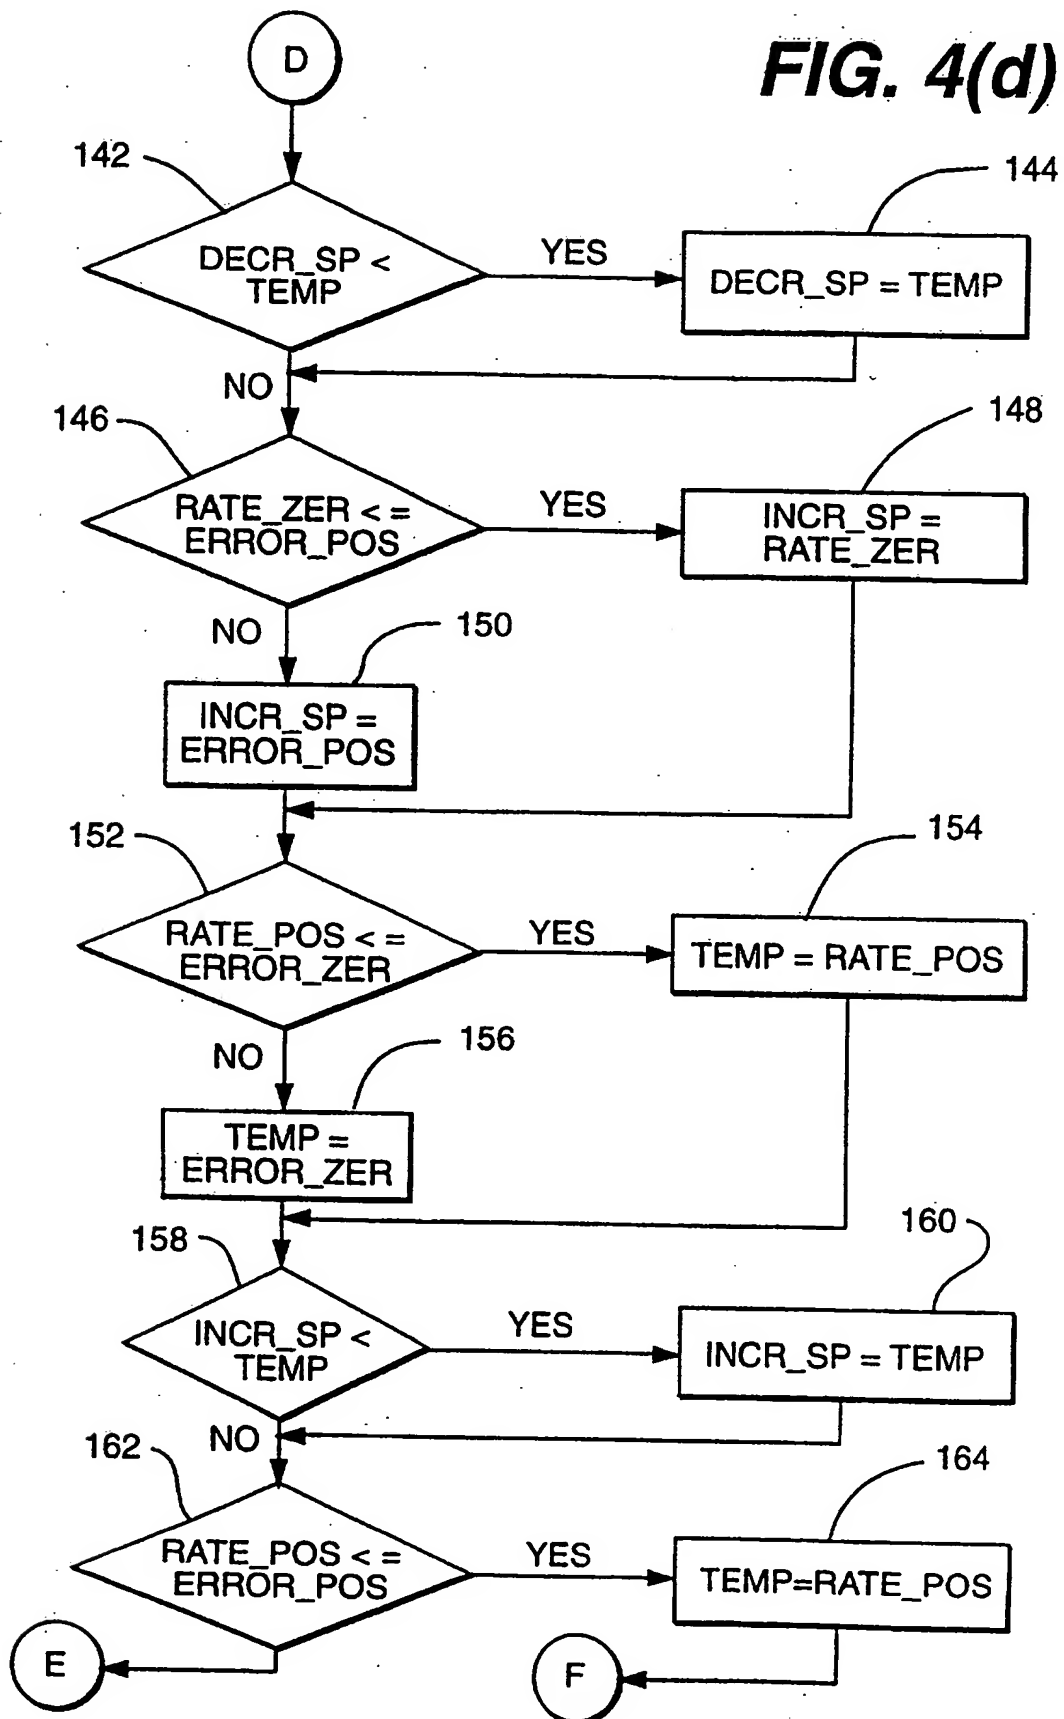 D
FIG. 4(d)
142
144
DECR_SP <
TEMP
YES
DECR_SP = TEMP
NO
146
148
RATE_ZER < =
ERROR_POS
YES
INCR_SP =
RATE_ZER
NO
150
INCR_SP =
ERROR_POS
152
154
RATE_POS < =
ERROR_ZER
YES
TEMP = RATE_POS
NO
156
TEMP =
ERROR_ZER
158
160
INCR_SP <
TEMP
YES
INCR_SP = TEMP
NO
162
164
RATE_POS < =
ERROR_POS
YES
TEMP=RATE_POS
E
F